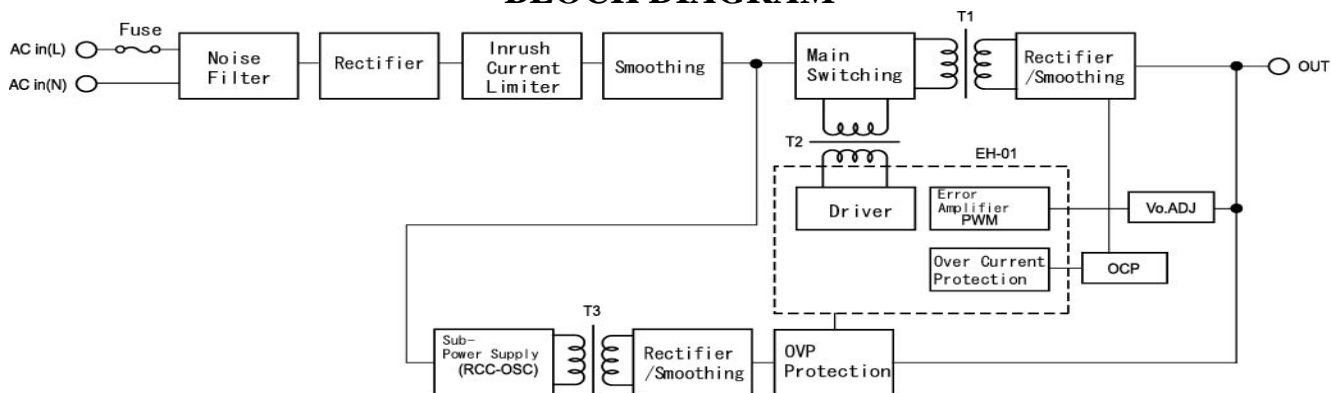 BLOCK DIAGRAM
Fuse
AC in(L)
AC in(N)
Noise
Filter
Rectifier
Inrush
Current
Limiter
Smoothing
Main
Switching
T1
Rectifier
/Smoothing
OUT
T2
EH-01
Driver
Error
Amplifier
PWM
Vo.ADJ
Over Current
Protection
OCP
T3
Sub-
Power Supply
(RCC-OSC)
Rectifier
/Smoothing
OVP
Protection